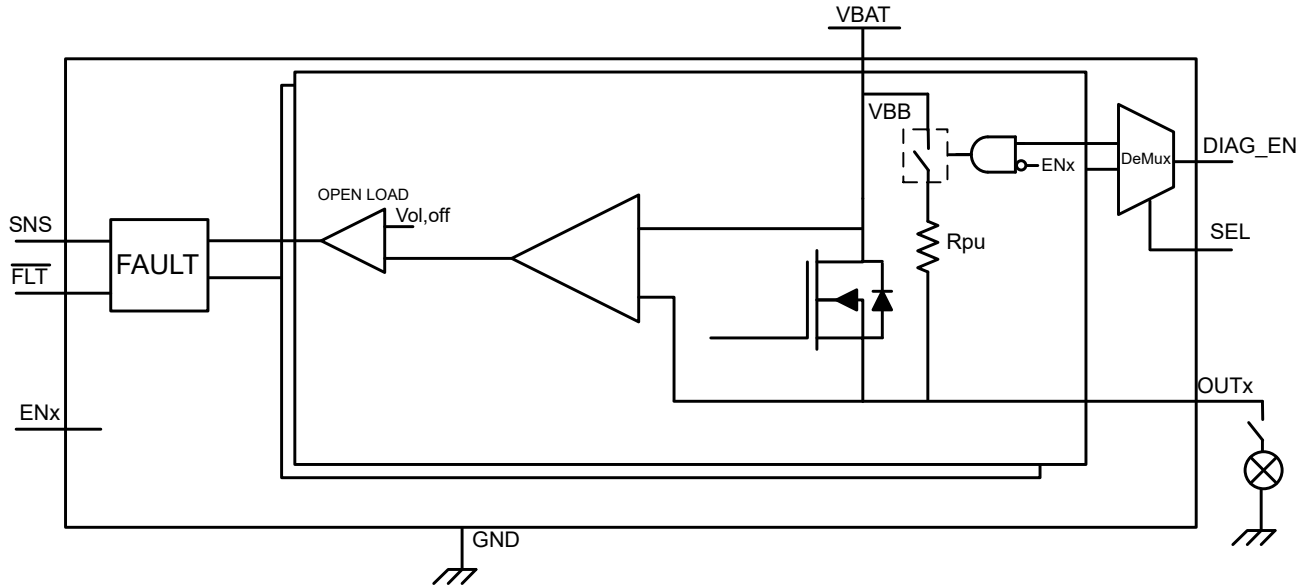 VBAT
VBB
DIAG_EN
DeMux
ENx
OPEN LOAD
Vol,off
SNS
SEL
Rpu
FAULT
FLT
OUTx
ENx
GND